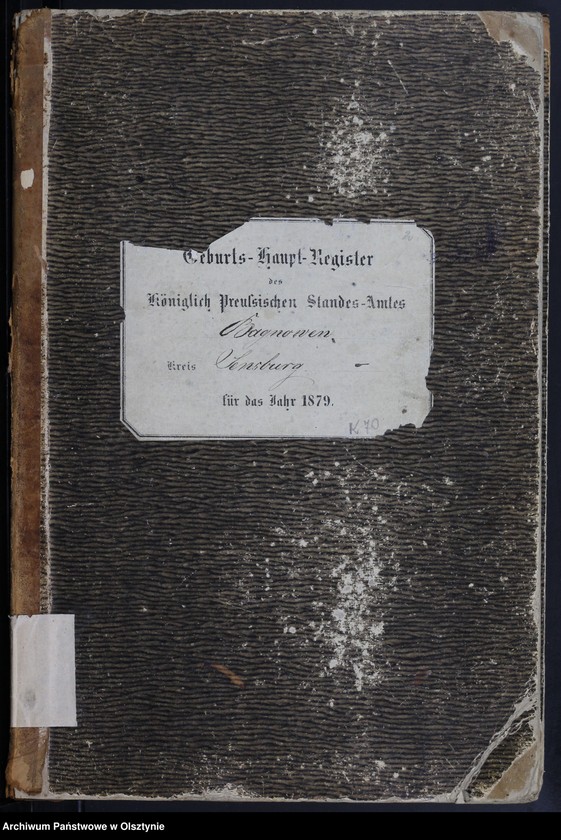 Geburts-Haupt-Register
des
Königlich Preußischen Standes-Amtes
Bagnowen,
Kreis Sensburg
für das Jahr 1879.
K 70
Archiwum Państwowe w Olsztynie